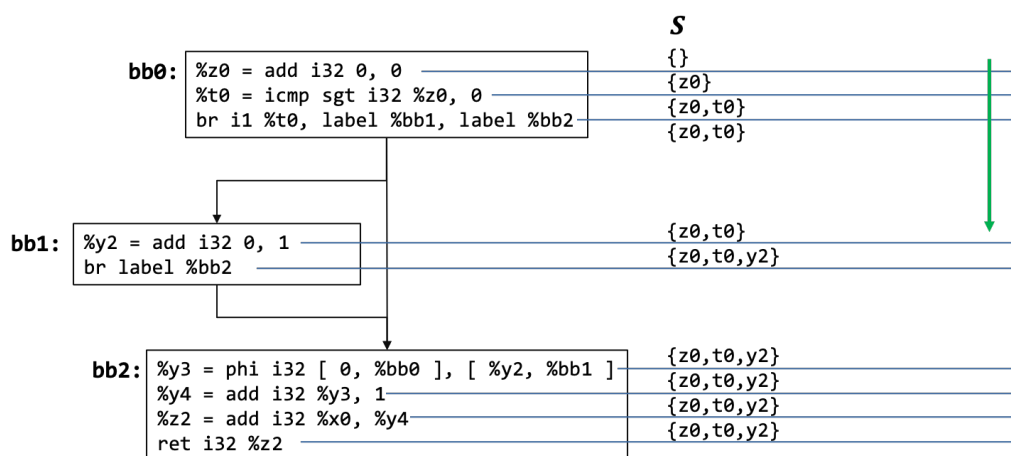 S
bb0:
%z0 = add i32 0, 0
{}
%t0 = icmp sgt i32 %z0, 0
{z0}
br i1 %t0, label %bb1, label %bb2
{z0,t0}
{z0,t0}
bb1:
%y2 = add i32 0, 1
{z0,t0}
br label %bb2
{z0,t0,y2}
bb2:
%y3 = phi i32 [ 0, %bb0 ], [ %y2, %bb1 ]
{z0,t0,y2}
%y4 = add i32 %y3, 1
{z0,t0,y2}
%z2 = add i32 %x0, %y4
{z0,t0,y2}
ret i32 %z2
{z0,t0,y2}